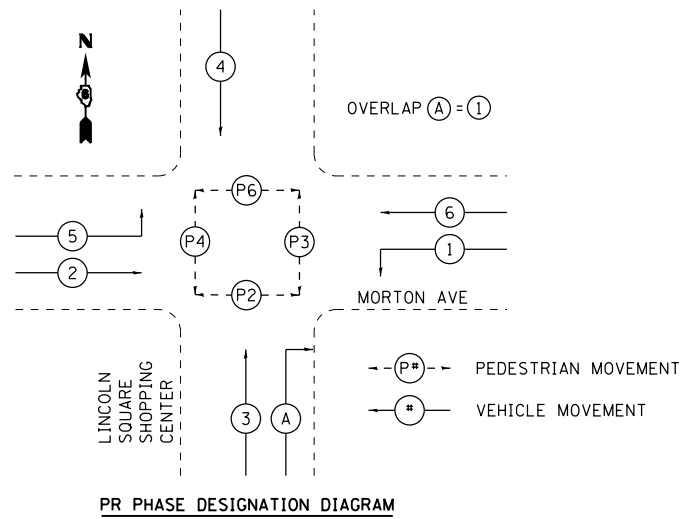 N
4
OVERLAP A = 1
P6
6
5
P4
P3
1
2
P2
MORTON AVE
LINCOLN
SQUARE
SHOPPING
CENTER
P# PEDESTRIAN MOVEMENT
3
A
# VEHICLE MOVEMENT
PR PHASE DESIGNATION DIAGRAM